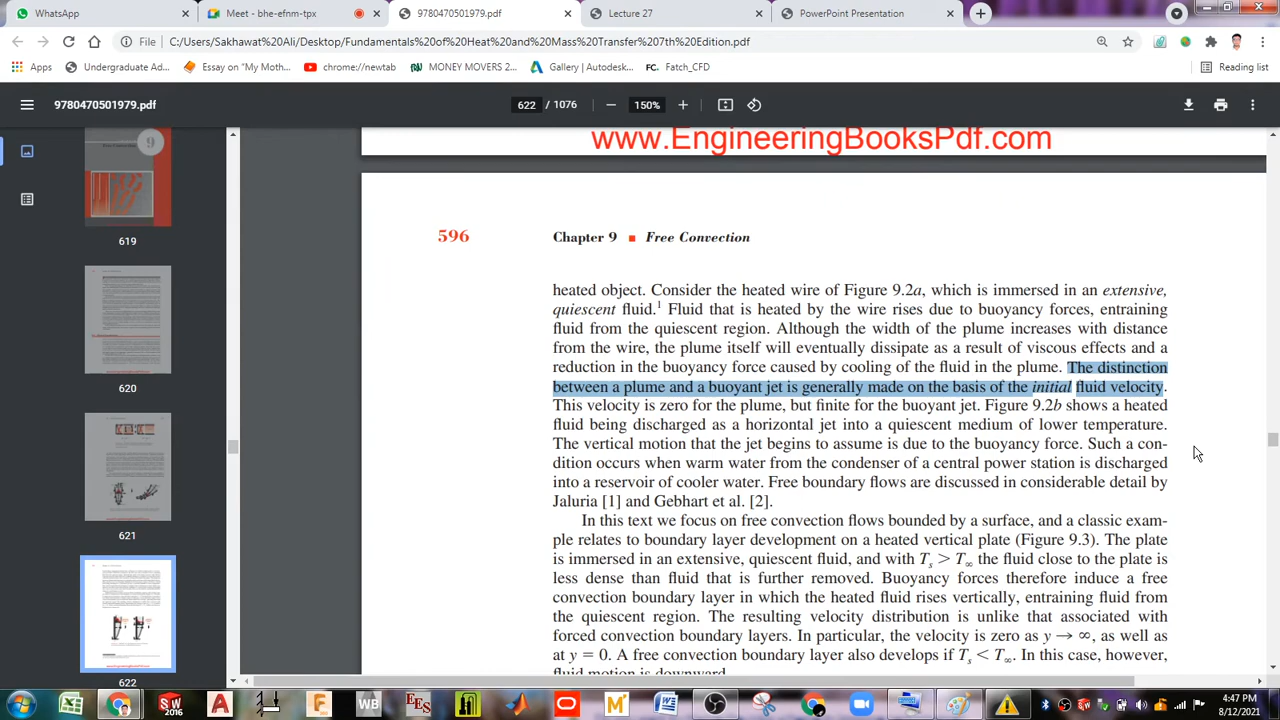 WhatsApp
Meet - bhe-efnm-tpx
9780470501979.pdf
Lecture 27
PowerPoint Presentation
File
C:/Users/Sakhawat Ali/Desktop/Fundamentals%20of%20Heat%20and%20Mass%20Transfer%207th%20Edition.pdf
Apps
Undergraduate Ad...
Essay on "My Moth...
chrome://newtab
MONEY MOVERS 2...
Gallery | Autodesk...
FC. Fatch_CFD
Reading list
9780470501979.pdf
622 / 1076
150%
619
620
621
622
9
www.EngineeringBooksPdf.com
596
Chapter 9 ■ Free Convection
heated object. Consider the heated wire of Figure 9.2a, which is immersed in an extensive,
quiescent fluid.1 Fluid that is heated by the wire rises due to buoyancy forces, entraining
fluid from the quiescent region. Although the width of the plume increases with distance
from the wire, the plume itself will eventually dissipate as a result of viscous effects and a
reduction in the buoyancy force caused by cooling of the fluid in the plume. The distinction
between a plume and a buoyant jet is generally made on the basis of the initial fluid velocity.
This velocity is zero for the plume, but finite for the buoyant jet. Figure 9.2b shows a heated
fluid being discharged as a horizontal jet into a quiescent medium of lower temperature.
The vertical motion that the jet begins to assume is due to the buoyancy force. Such a con-
dition occurs when warm water from the condenser of a central power station is discharged
into a reservoir of cooler water. Free boundary flows are discussed in considerable detail by
Jaluria [1] and Gebhart et al. [2].
In this text we focus on free convection flows bounded by a surface, and a classic exam-
ple relates to boundary layer development on a heated vertical plate (Figure 9.3). The plate
is immersed in an extensive, quiescent fluid, and with Ts > T∞ the fluid close to the plate is
less dense than fluid that is further removed. Buoyancy forces therefore induce a free
convection boundary layer in which the heated fluid rises vertically, entraining fluid from
the quiescent region. The resulting velocity distribution is unlike that associated with
forced convection boundary layers. In particular, the velocity is zero as y → ∞, as well as
at y = 0. A free convection boundary layer also develops if Ts < T∞. In this case, however,
fluid motion is downward.
SW
2016
A
F
WB
EES
M
W
4:47 PM
8/12/2021